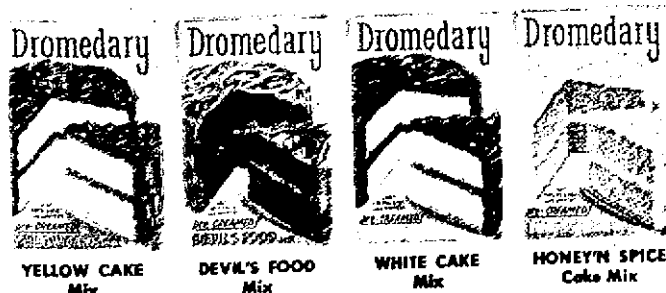 Dromedary
Dromedary
Dromedary
Dromedary
DEVIL'S FOOD
YELLOW CAKE
Mix
DEVIL'S FOOD
Mix
WHITE CAKE
Mix
HONEY'N SPICE
Cake Mix